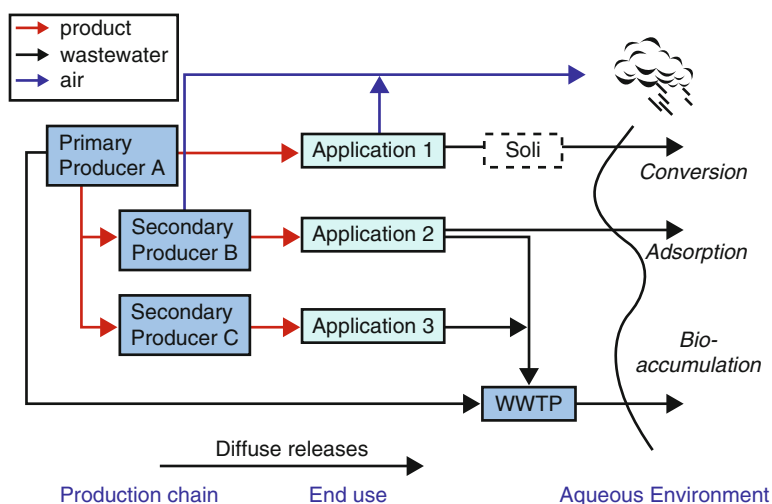 product
wastewater
air
Primary
Producer A
Application 1
Soli
Conversion
Secondary
Producer B
Application 2
Adsorption
Secondary
Producer C
Application 3
Bio-
accumulation
WWTP
Diffuse releases
Production chain
End use
Aqueous Environment